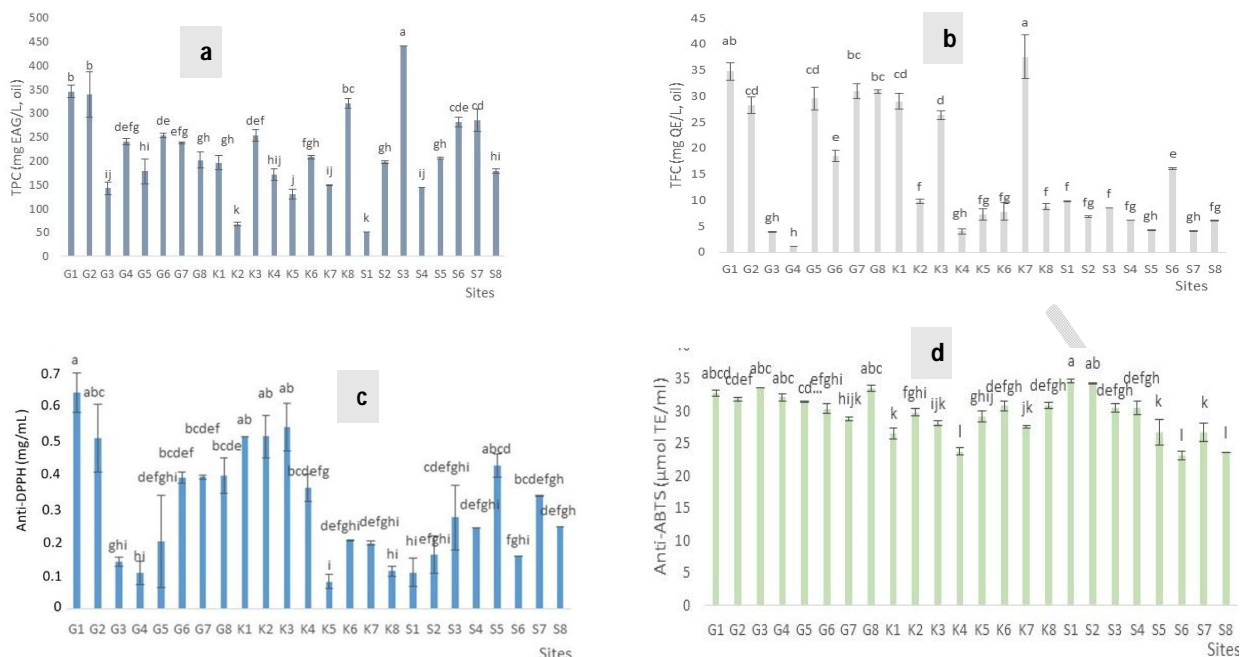 500
450
400
350
300
250
200
150
100
50
0
TPC (mg EAG/L, oil)
a
b b ij defg hi de efg gh gh k def hij j fgh ij bc k gh a ij gh cde cd hi
G1 G2 G3 G4 G5 G6 G7 G8 K1 K2 K3 K4 K5 K6 K7 K8 S1 S2 S3 S4 S5 S6 S7 S8
Sites
45
40
35
30
25
20
15
10
5
0
TFC (mg QE/L, oil)
b
ab cd gh h cd e bc bc cd f d gh fg fg a f f fg f fg gh e gh fg
G1 G2 G3 G4 G5 G6 G7 G8 K1 K2 K3 K4 K5 K6 K7 K8 S1 S2 S3 S4 S5 S6 S7 S8
Sites
0.7
0.6
0.5
0.4
0.3
0.2
0.1
0
Anti-DPPH (mg/mL)
c
a abc ghi hi defghi bcdef bcdef bcde ab ab ab bcdefg i defghi defghi hi hi efghi cdefghi defghi abcd fghi bcdefgh defgh
G1 G2 G3 G4 G5 G6 G7 G8 K1 K2 K3 K4 K5 K6 K7 K8 S1 S2 S3 S4 S5 S6 S7 S8
Sites
35
30
25
20
15
10
5
0
Anti-ABTS (µmol TE/ml)
d
abcd cdef abc abc cd... efghi hijk abc k fghi ijk l ghij defgh jk defgh a ab defgh defgh k l k l
G1 G2 G3 G4 G5 G6 G7 G8 K1 K2 K3 K4 K5 K6 K7 K8 S1 S2 S3 S4 S5 S6 S7 S8
Sites